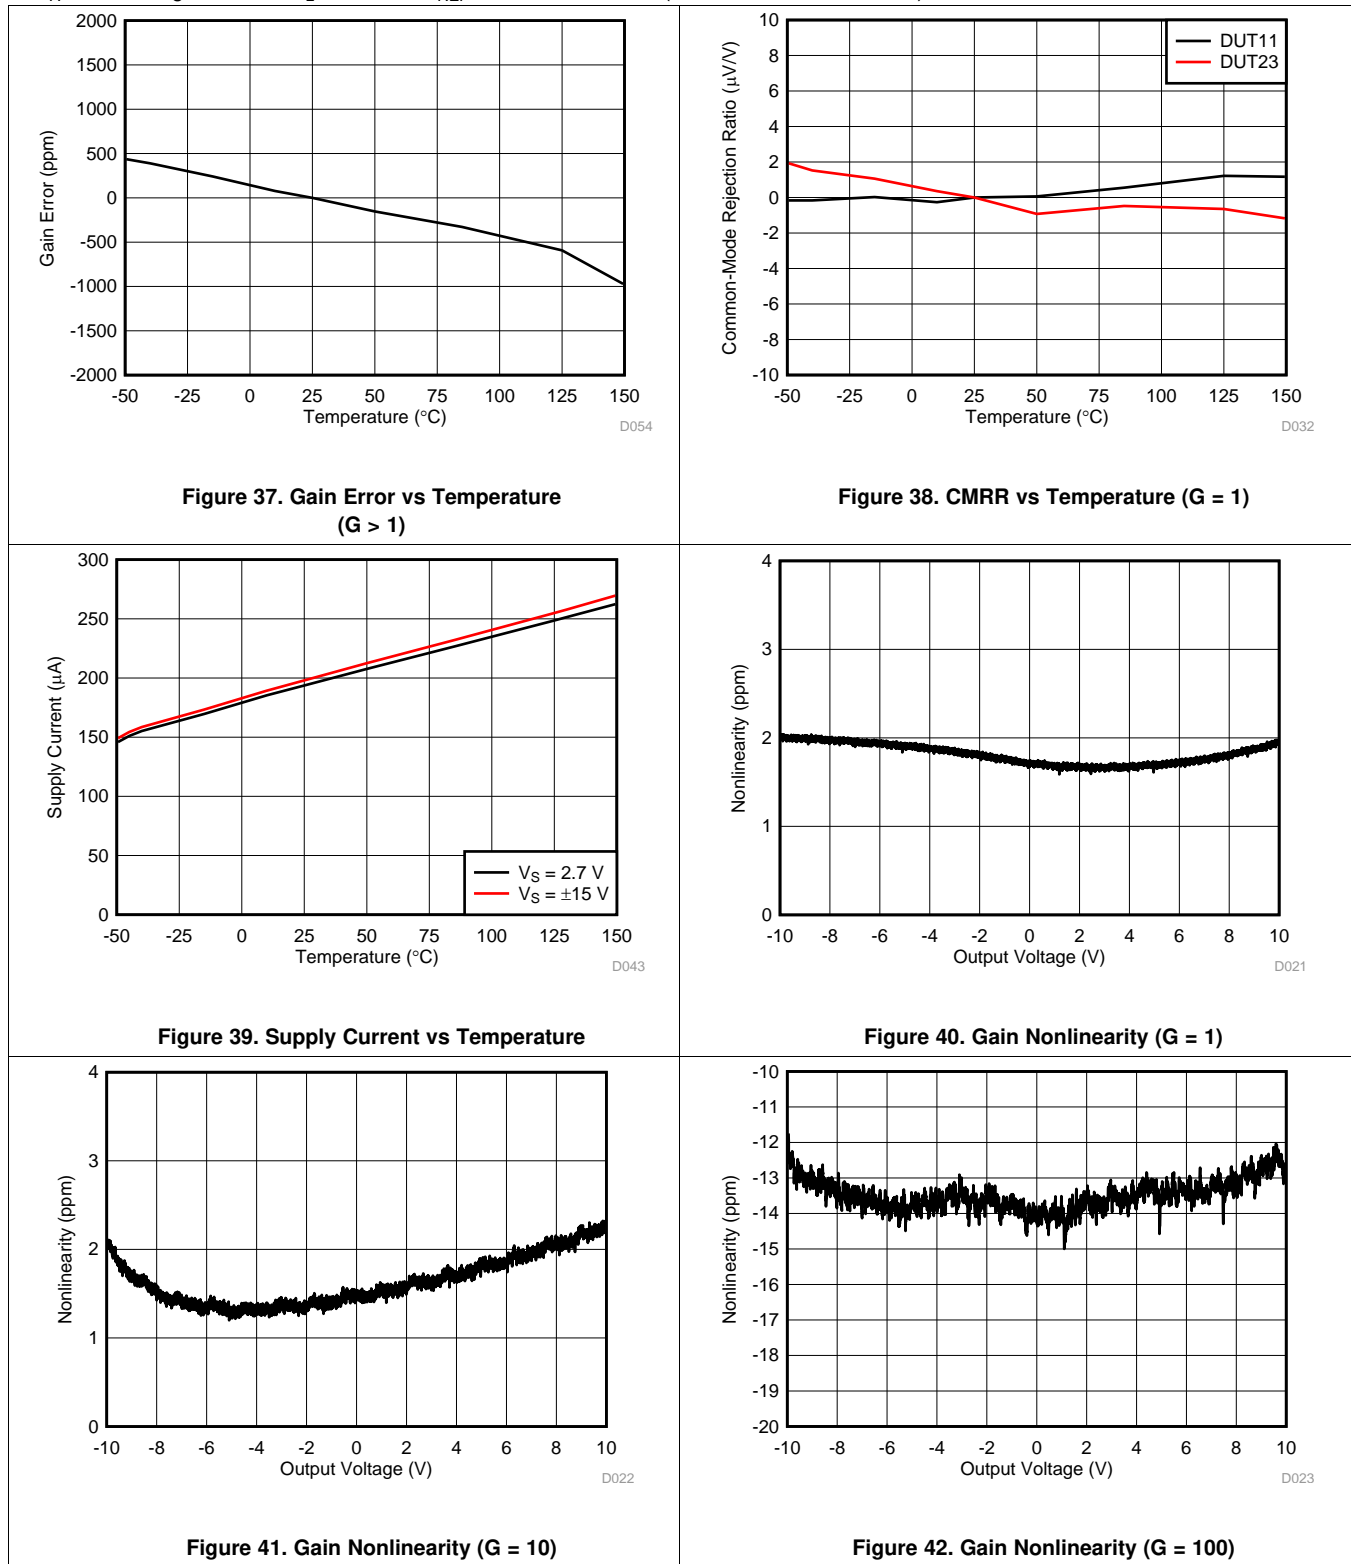 2000
1500
1000
500
0
-500
-1000
-1500
-2000
Gain Error (ppm)
-50 -25 0 25 50 75 100 125 150
Temperature (°C)
D054
Figure 37. Gain Error vs Temperature
(G > 1)
10
8
6
4
2
0
-2
-4
-6
-8
-10
Common-Mode Rejection Ratio (µV/V)
DUT11
DUT23
-50 -25 0 25 50 75 100 125 150
Temperature (°C)
D032
Figure 38. CMRR vs Temperature (G = 1)
300
250
200
150
100
50
0
Supply Current (µA)
VS = 2.7 V
VS = ±15 V
-50 -25 0 25 50 75 100 125 150
Temperature (°C)
D043
Figure 39. Supply Current vs Temperature
4
3
2
1
0
Nonlinearity (ppm)
-10 -8 -6 -4 -2 0 2 4 6 8 10
Output Voltage (V)
D021
Figure 40. Gain Nonlinearity (G = 1)
4
3
2
1
0
Nonlinearity (ppm)
-10 -8 -6 -4 -2 0 2 4 6 8 10
Output Voltage (V)
D022
Figure 41. Gain Nonlinearity (G = 10)
-10
-11
-12
-13
-14
-15
-16
-17
-18
-19
-20
Nonlinearity (ppm)
-10 -8 -6 -4 -2 0 2 4 6 8 10
Output Voltage (V)
D023
Figure 42. Gain Nonlinearity (G = 100)